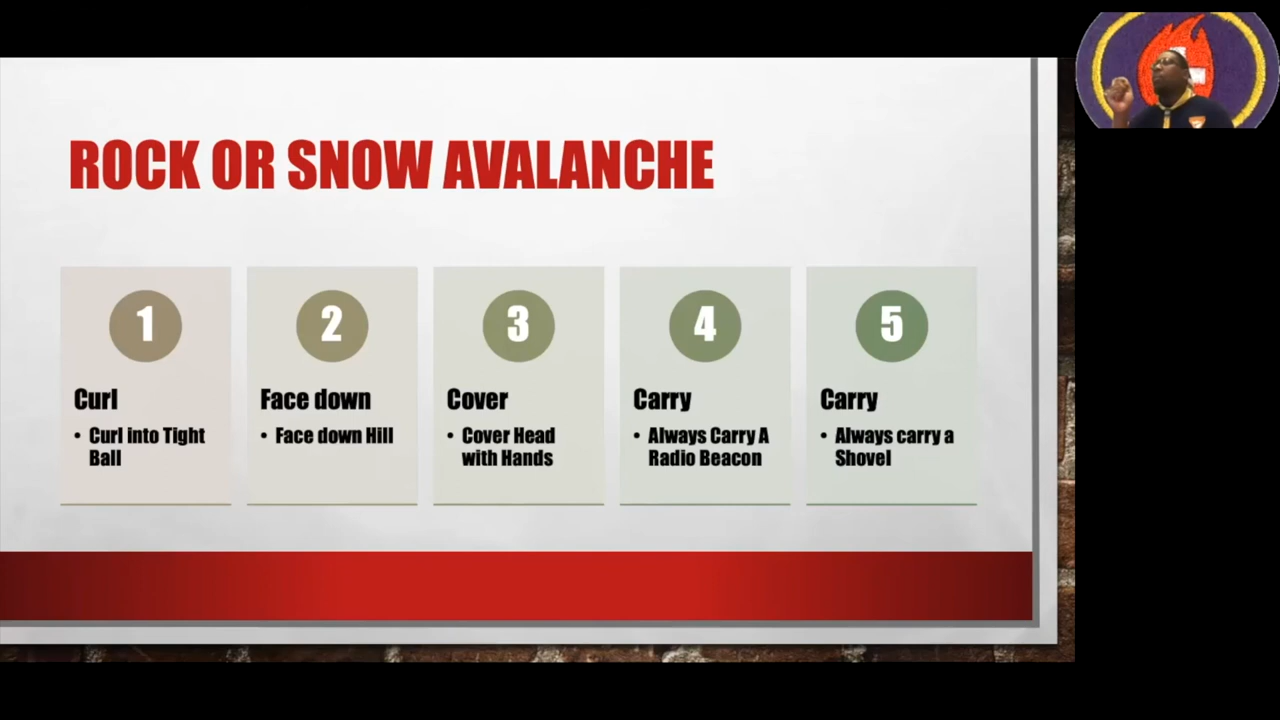 ROCK OR SNOW AVALANCHE
1
Curl
• Curl into Tight
Ball
2
Face down
• Face down Hill
3
Cover
• Cover Head
with Hands
4
Carry
• Always Carry A
Radio Beacon
5
Carry
• Always carry a
Shovel